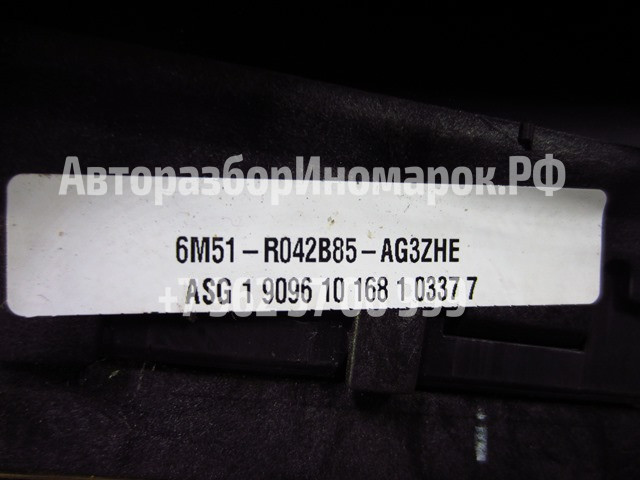 АвторазборИномарок.РФ
6M51-R042B85-AG3ZHE
ASG 1 9096 10 168 1 0337 7